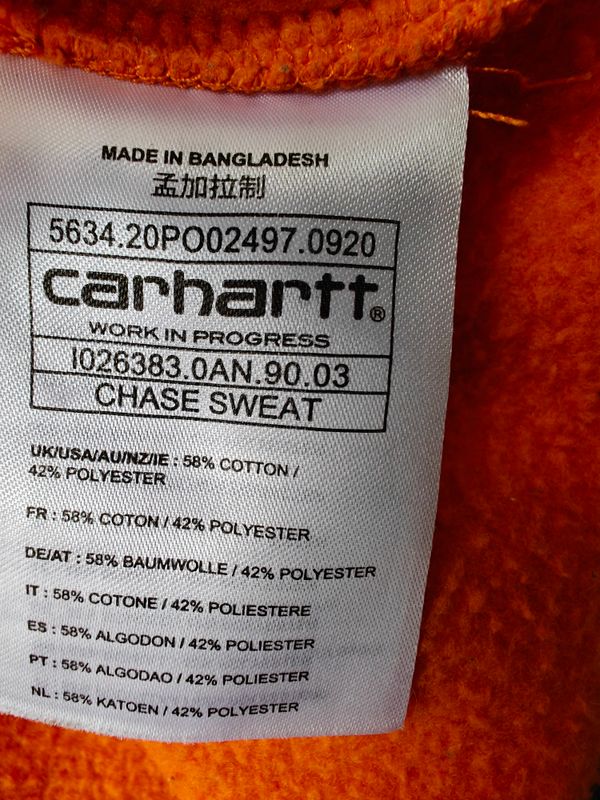 MADE IN BANGLADESH
孟加拉制
5634.20PO02497.0920
carhartt®
WORK IN PROGRESS
I026383.0AN.90.03
CHASE SWEAT
UK/USA/AU/NZ/IE : 58% COTTON /
42% POLYESTER
FR : 58% COTON / 42% POLYESTER
DE/AT : 58% BAUMWOLLE / 42% POLYESTER
IT : 58% COTONE / 42% POLIESTERE
ES : 58% ALGODON / 42% POLIESTER
PT : 58% ALGODAO / 42% POLIESTER
NL : 58% KATOEN / 42% POLYESTER